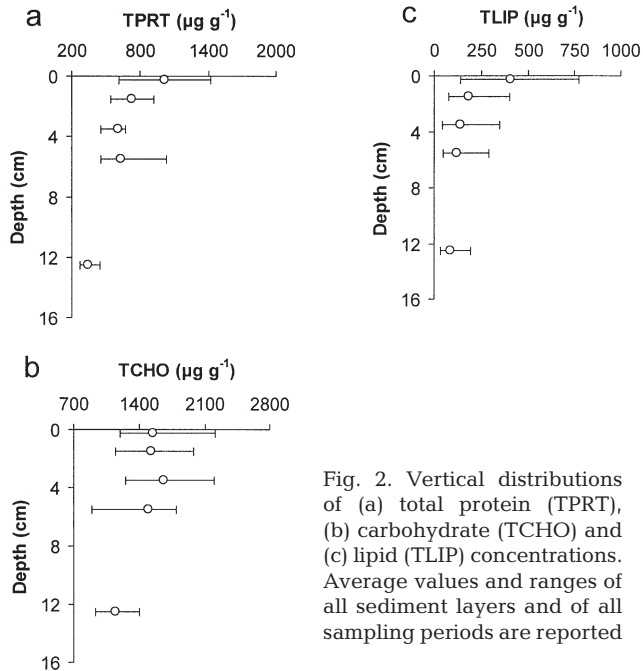 a
TPRT (µg g-1)
200 800 1400 2000
0
4
8
12
16
Depth (cm)
c
TLIP (µg g-1)
0 250 500 750 1000
0
4
8
12
16
Depth (cm)
b
TCHO (µg g-1)
700 1400 2100 2800
0
4
8
12
16
Depth (cm)
Fig. 2. Vertical distributions
of (a) total protein (TPRT),
(b) carbohydrate (TCHO) and
(c) lipid (TLIP) concentrations.
Average values and ranges of
all sediment layers and of all
sampling periods are reported